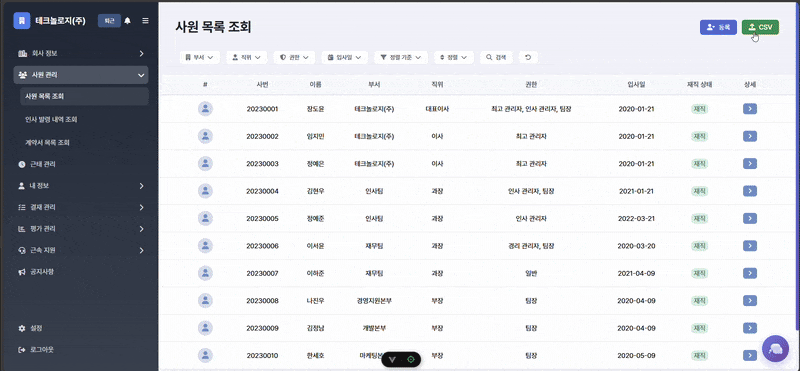 테크놀로지(주) 퇴근
회사 정보
사원 관리
사원 목록 조회
인사 발령 내역 조회
계약서 목록 조회
근태 관리
내 정보
결재 관리
평가 관리
근속 지원
공지사항
설정
로그아웃
사원 목록 조회
등록 CSV
부서 직위 권한 입사일 정렬 기준 정렬 검색
# 사번 이름 부서 직위 권한 입사일 재직 상태 상세
20230001 장도윤 테크놀로지(주) 대표이사 최고 관리자, 인사 관리자, 팀장 2020-01-21 재직
20230002 임지민 테크놀로지(주) 이사 최고 관리자 2020-01-21 재직
20230003 정예은 테크놀로지(주) 이사 최고 관리자 2020-01-21 재직
20230004 김현우 인사팀 과장 인사 관리자, 팀장 2021-01-21 재직
20230005 정예준 인사팀 과장 인사 관리자 2022-03-21 재직
20230006 이서윤 재무팀 과장 경리 관리자, 팀장 2020-03-20 재직
20230007 이하준 재무팀 과장 일반 2021-04-09 재직
20230008 나진우 경영지원본부 부장 팀장 2020-04-09 재직
20230009 김정남 개발본부 부장 팀장 2020-04-09 재직
20230010 한세호 부장 팀장 2020-05-09 재직